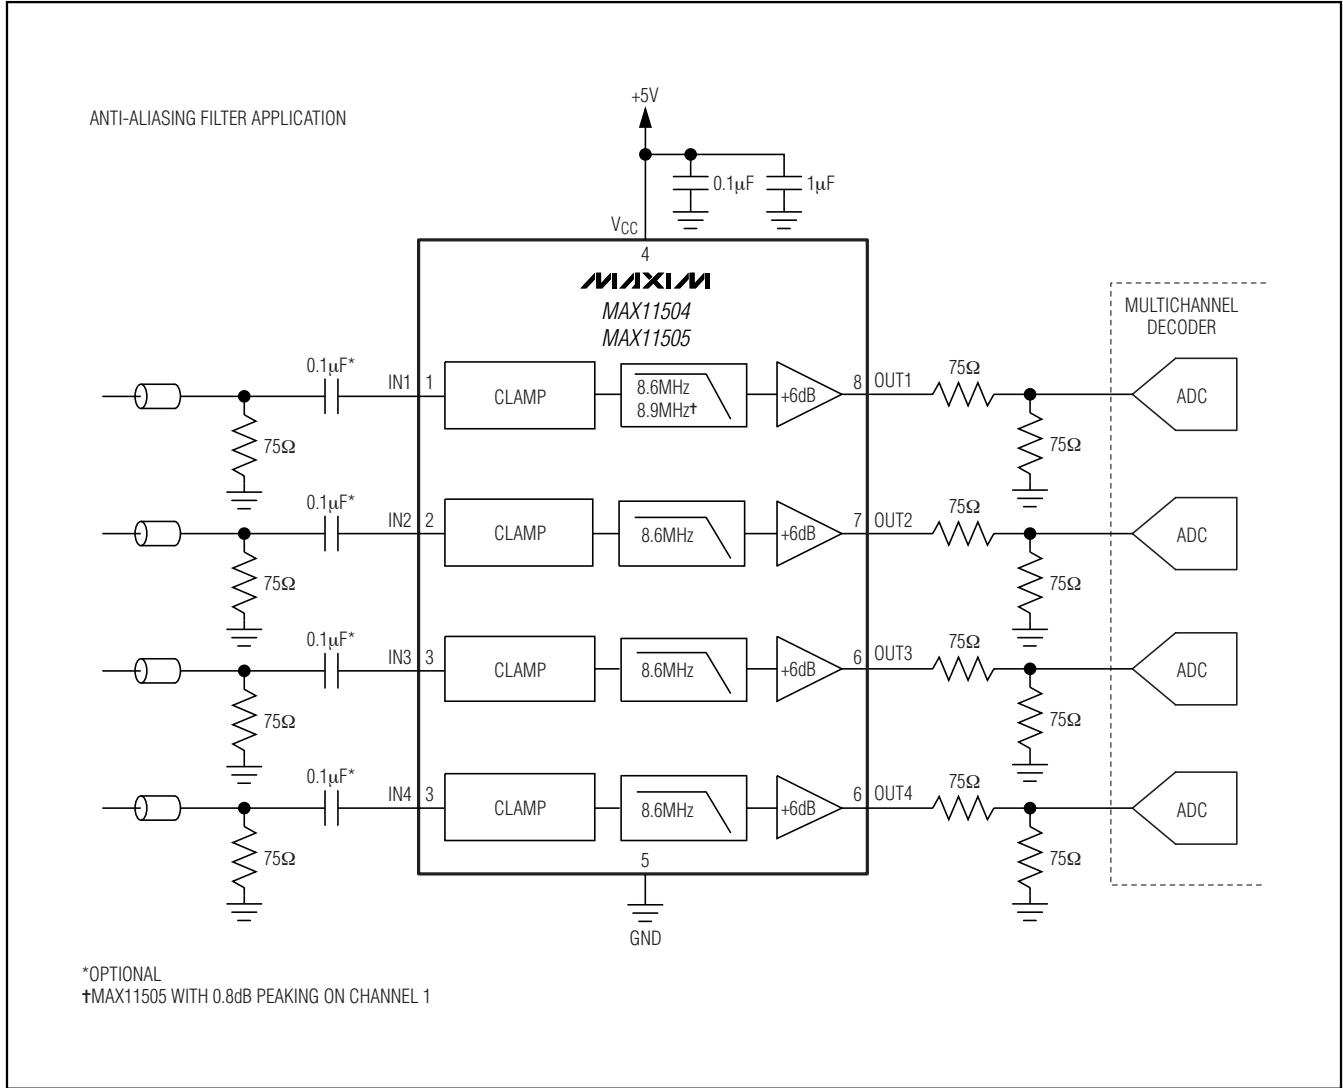 ANTI-ALIASING FILTER APPLICATION
+5V
0.1µF
1µF
VCC
4
MAXIM
MAX11504
MAX11505
MULTICHANNEL
DECODER
0.1µF*
IN1
1
CLAMP
8.6MHz
8.9MHz†
+6dB
8
OUT1
75Ω
ADC
75Ω
75Ω
0.1µF*
IN2
2
CLAMP
8.6MHz
+6dB
7
OUT2
75Ω
ADC
75Ω
75Ω
0.1µF*
IN3
3
CLAMP
8.6MHz
+6dB
6
OUT3
75Ω
ADC
75Ω
75Ω
0.1µF*
IN4
3
CLAMP
8.6MHz
+6dB
6
OUT4
75Ω
ADC
75Ω
75Ω
5
GND
*OPTIONAL
†MAX11505 WITH 0.8dB PEAKING ON CHANNEL 1